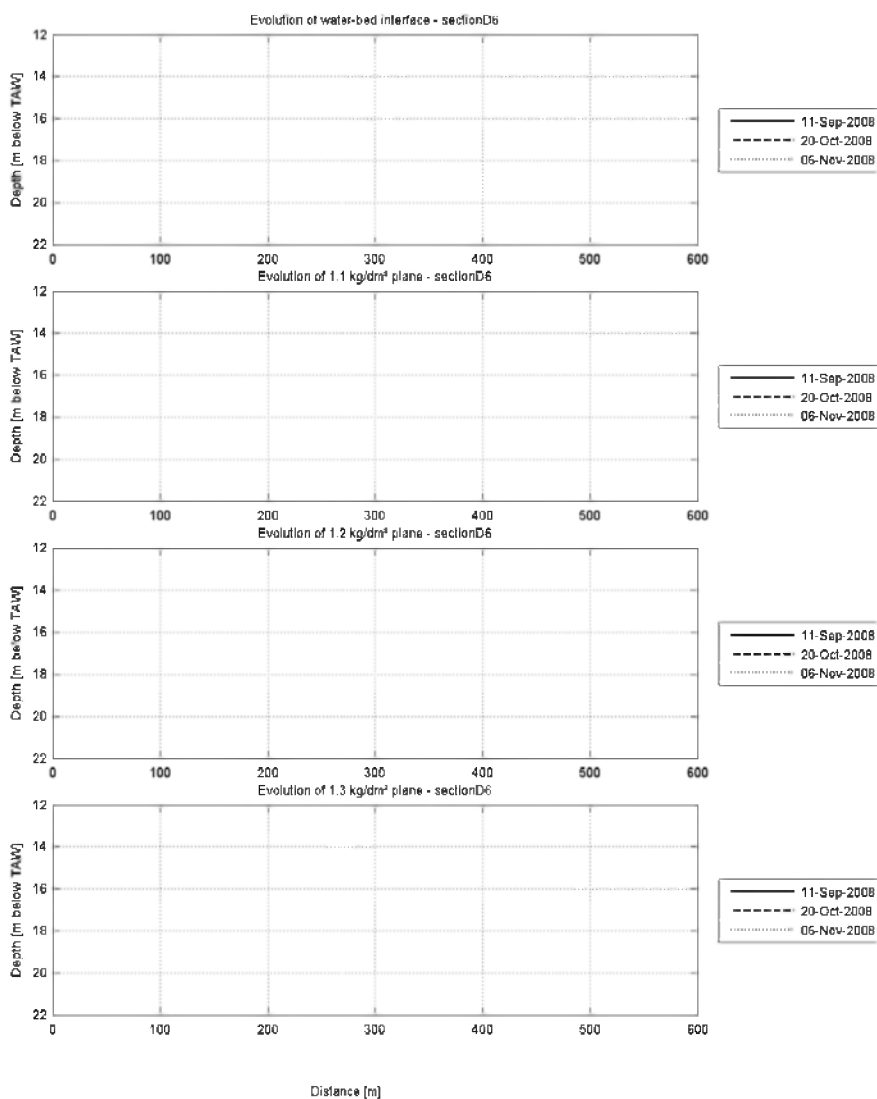 Evolution of water-bed interface - sectionD6
12
14
16
18
20
22
Depth [m below TAW]
0 100 200 300 400 500 600
11-Sep-2008
20-Oct-2008
06-Nov-2008
Evolution of 1.1 kg/dm³ plane - sectionD6
12
14
16
18
20
22
Depth [m below TAW]
0 100 200 300 400 500 600
11-Sep-2008
20-Oct-2008
06-Nov-2008
Evolution of 1.2 kg/dm³ plane - sectionD6
12
14
16
18
20
22
Depth [m below TAW]
0 100 200 300 400 500 600
11-Sep-2008
20-Oct-2008
06-Nov-2008
Evolution of 1.3 kg/dm³ plane - sectionD6
12
14
16
18
20
22
Depth [m below TAW]
0 100 200 300 400 500 600
11-Sep-2008
20-Oct-2008
06-Nov-2008
Distance [m]